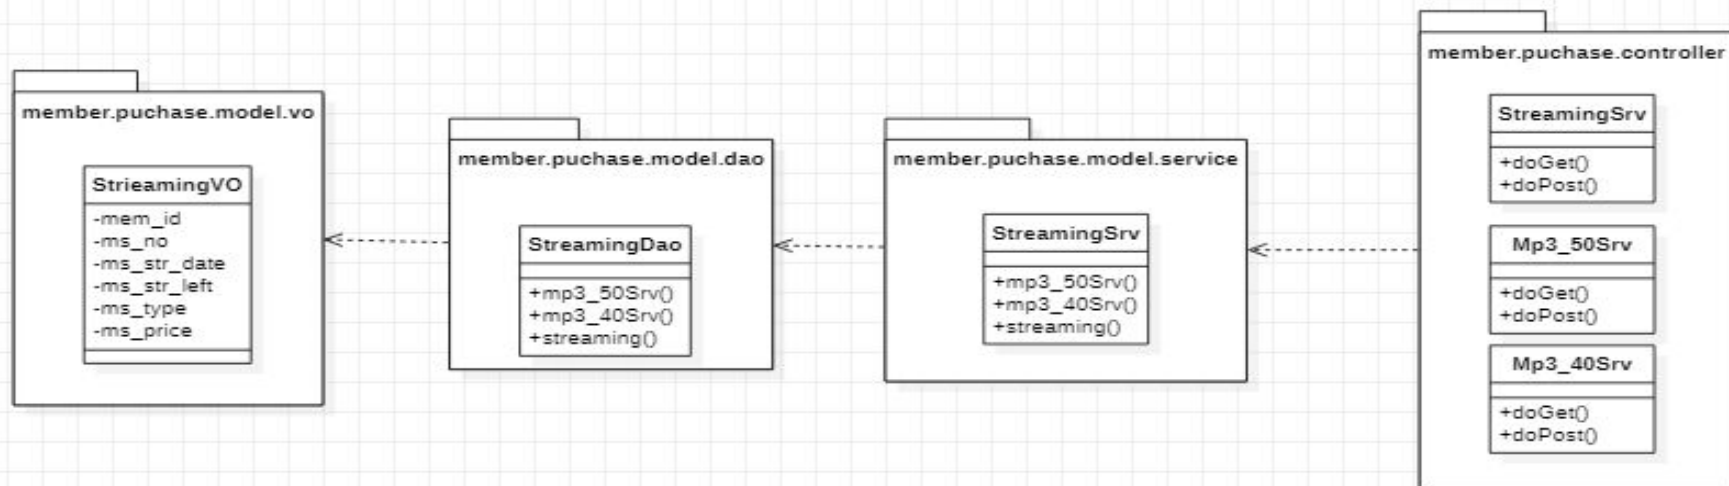 member.puchase.model.vo
StrieamingVO
-mem_id
-ms_no
-ms_str_date
-ms_str_left
-ms_type
-ms_price
member.puchase.model.dao
StreamingDao
+mp3_50Srv()
+mp3_40Srv()
+streaming()
member.puchase.model.service
StreamingSrv
+mp3_50Srv()
+mp3_40Srv()
+streaming()
member.puchase.controller
StreamingSrv
+doGet()
+doPost()
Mp3_50Srv
+doGet()
+doPost()
Mp3_40Srv
+doGet()
+doPost()